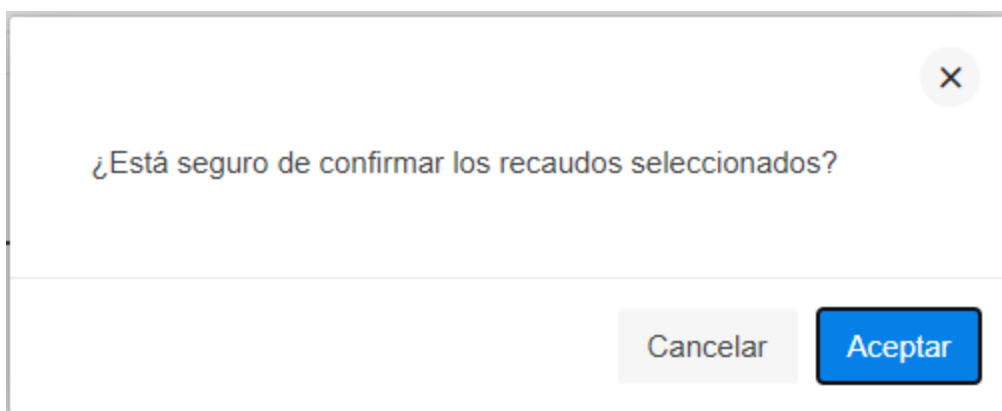 ¿Está seguro de confirmar los recaudos seleccionados?
Cancelar
Aceptar